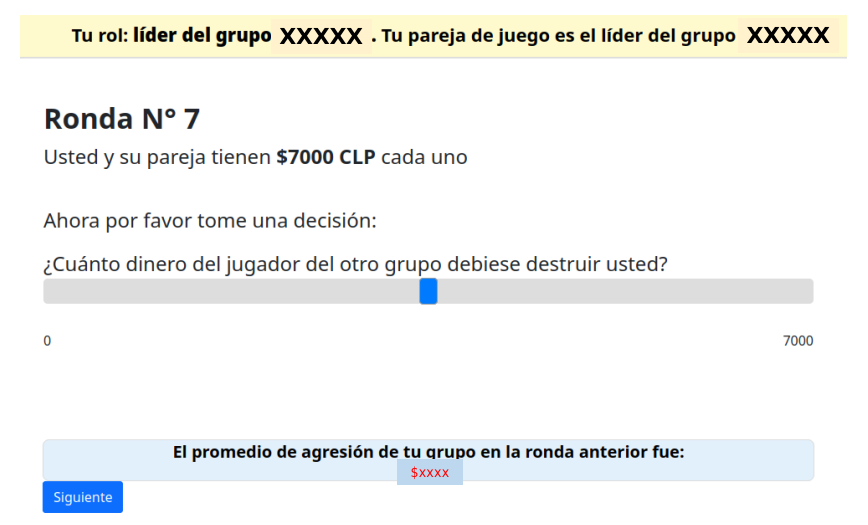 Tu rol: líder del grupo XXXXX . Tu pareja de juego es el líder del grupo XXXXX
Ronda N° 7
Usted y su pareja tienen $7000 CLP cada uno
Ahora por favor tome una decisión:
¿Cuánto dinero del jugador del otro grupo debiese destruir usted?
0 7000
El promedio de agresión de tu grupo en la ronda anterior fue:
$xxxx
Siguiente